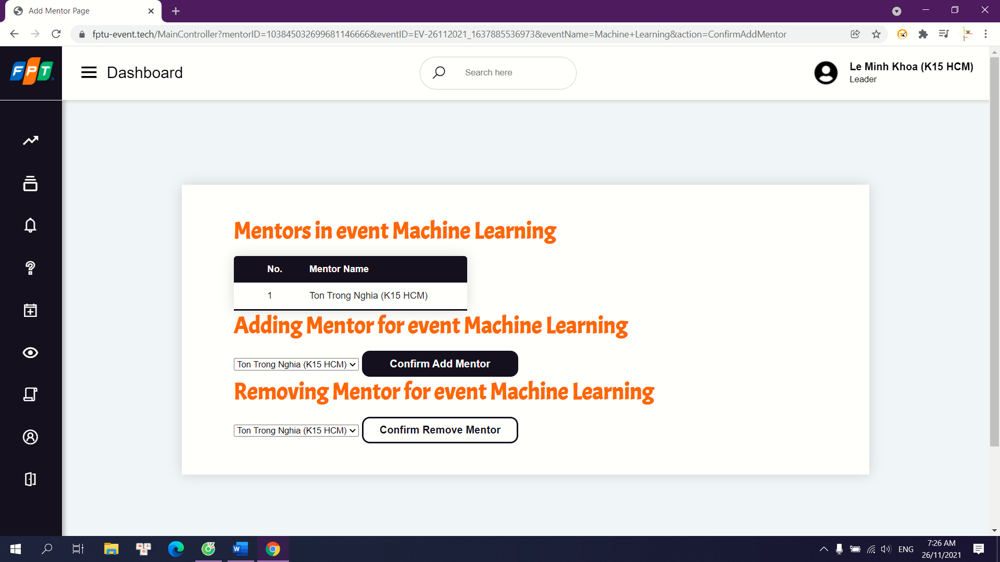 Add Mentor Page
fptu-event.tech/MainController?mentorID=103845032699681146666&eventID=EV-26112021_1637885536973&eventName=Machine+Learning&action=ConfirmAddMentor
FPT
Dashboard
Search here
Le Minh Khoa (K15 HCM)
Leader
Mentors in event Machine Learning
No. Mentor Name
1 Ton Trong Nghia (K15 HCM)
Adding Mentor for event Machine Learning
Ton Trong Nghia (K15 HCM) Confirm Add Mentor
Removing Mentor for event Machine Learning
Ton Trong Nghia (K15 HCM) Confirm Remove Mentor
ENG
7:26 AM
26/11/2021